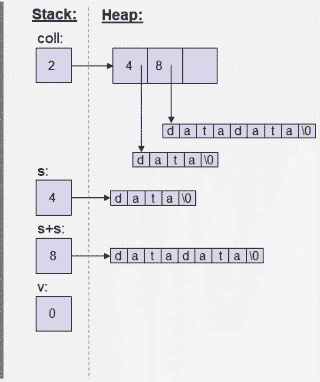 Stack: Heap:
coll:
2 4 8
d a t a d a t a \0
d a t a \0
s:
4 d a t a \0
s+s:
8 d a t a d a t a \0
v:
0